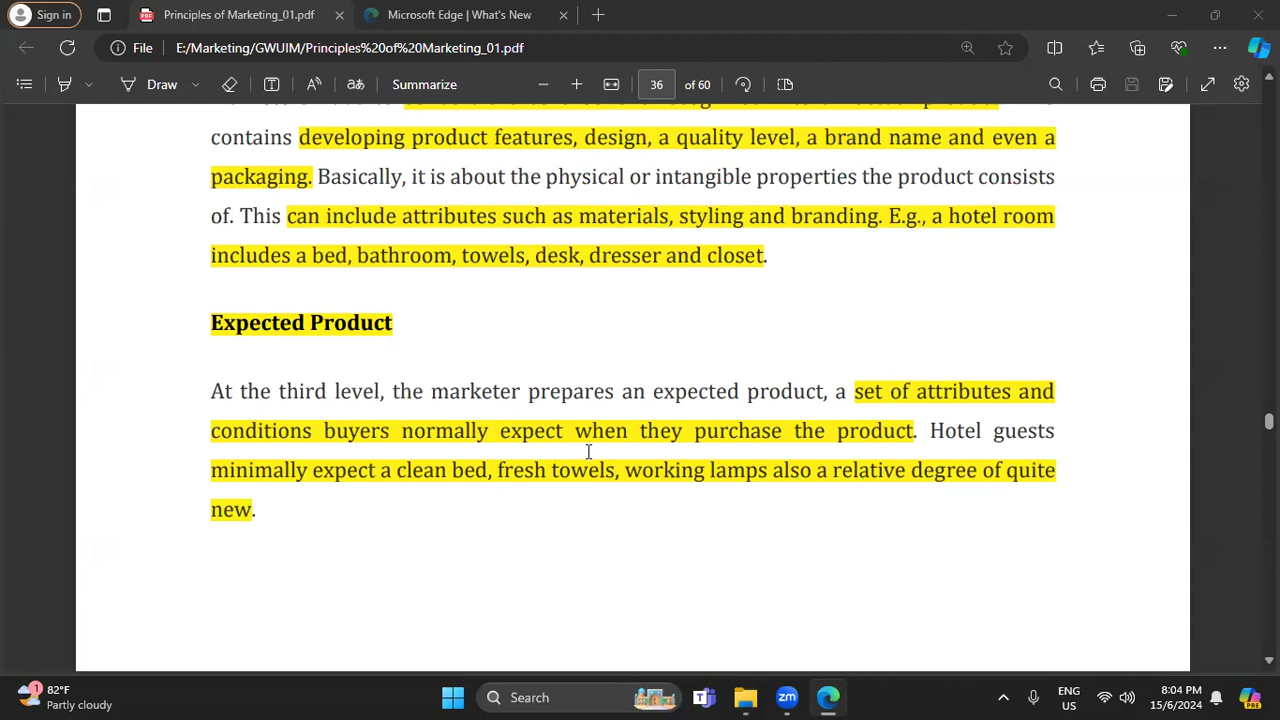 Sign in
Principles of Marketing_01.pdf
Microsoft Edge | What's New
File
E:/Marketing/GWUIM/Principles%20of%20Marketing_01.pdf
Draw
aあ
Summarize
36 of 60
contains developing product features, design, a quality level, a brand name and even a
packaging. Basically, it is about the physical or intangible properties the product consists
of. This can include attributes such as materials, styling and branding. E.g., a hotel room
includes a bed, bathroom, towels, desk, dresser and closet.
Expected Product
At the third level, the marketer prepares an expected product, a set of attributes and
conditions buyers normally expect when they purchase the product. Hotel guests
minimally expect a clean bed, fresh towels, working lamps also a relative degree of quite
new.
1
82°F
Partly cloudy
Search
zm
ENG
US
8:04 PM
15/6/2024
PRE